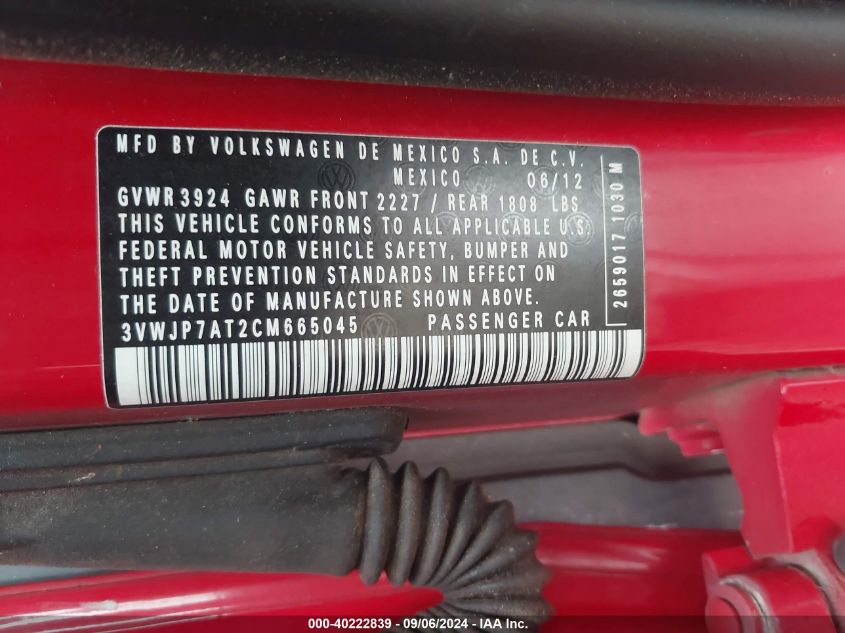 MFD BY VOLKSWAGEN DE MEXICO S.A. DE C.V.
MEXICO 06/12
GVWR 3924 GAWR FRONT 2227 / REAR 1808 LBS
THIS VEHICLE CONFORMS TO ALL APPLICABLE U.S.
FEDERAL MOTOR VEHICLE SAFETY, BUMPER AND
THEFT PREVENTION STANDARDS IN EFFECT ON
THE DATE OF MANUFACTURE SHOWN ABOVE.
3VWJP7AT2CM665045 PASSENGER CAR
2659017 1030 M
000-40222839 - 09/06/2024 - IAA Inc.